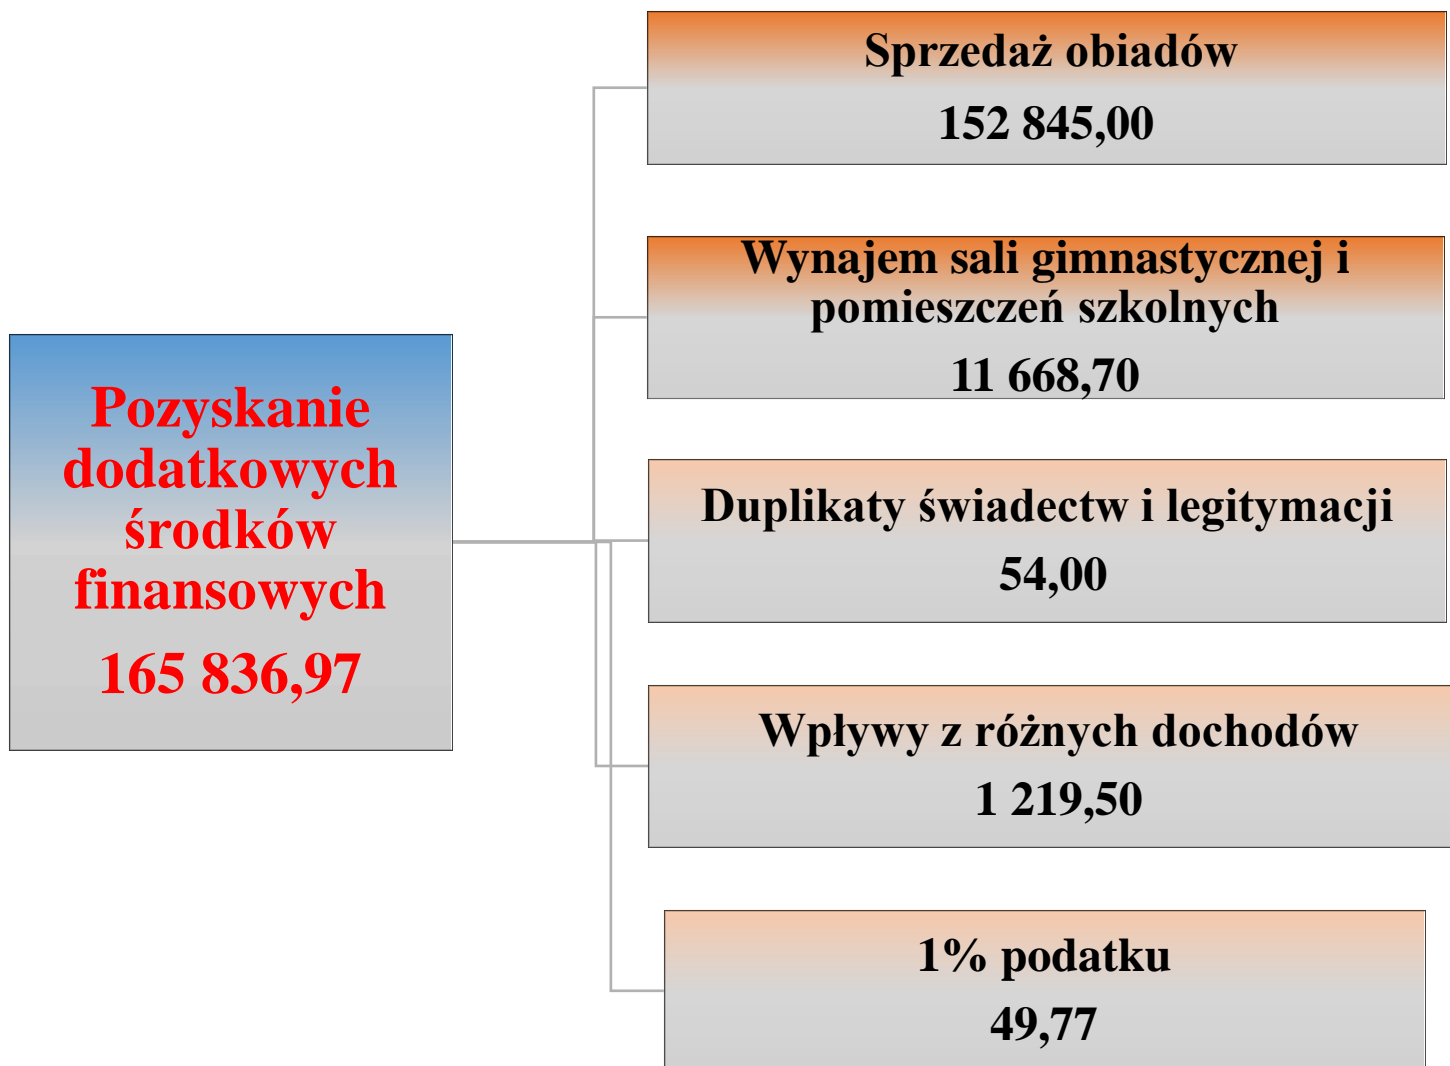 Sprzedaż obiadów
152 845,00
Wynajem sali gimnastycznej i
pomieszczeń szkolnych
11 668,70
Pozyskanie
dodatkowych
środków
finansowych
165 836,97
Duplikaty świadectw i legitymacji
54,00
Wpływy z różnych dochodów
1 219,50
1% podatku
49,77